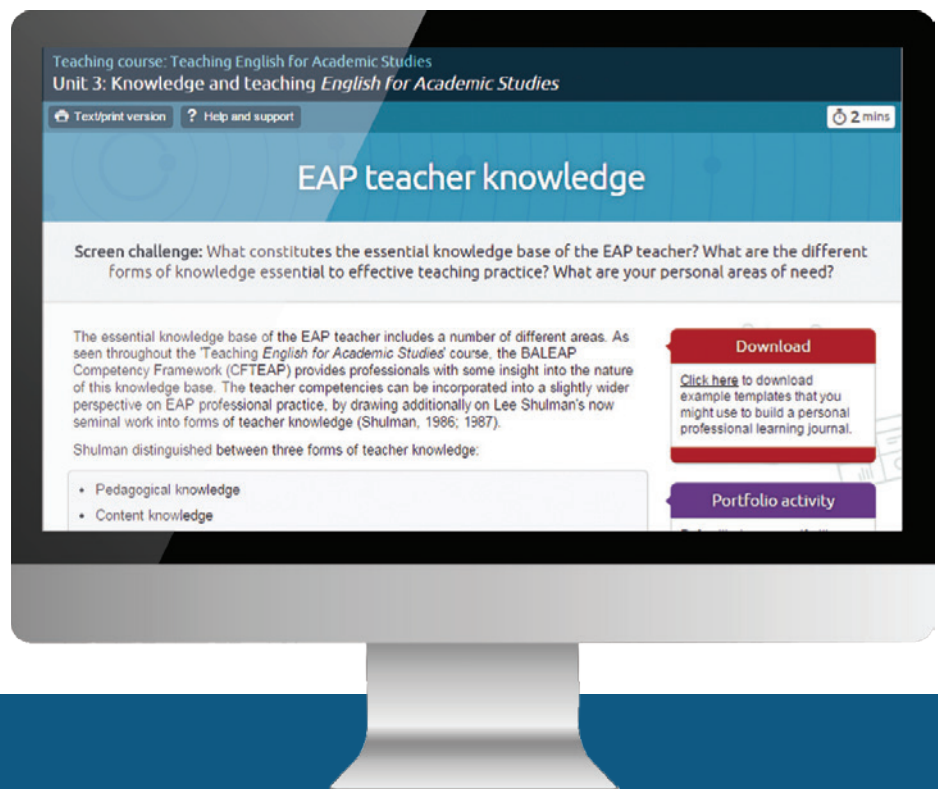 Teaching course: Teaching English for Academic Studies
Unit 3: Knowledge and teaching English for Academic Studies
Text/print version
? Help and support
2 mins
EAP teacher knowledge
Screen challenge: What constitutes the essential knowledge base of the EAP teacher? What are the different
forms of knowledge essential to effective teaching practice? What are your personal areas of need?
The essential knowledge base of the EAP teacher includes a number of different areas. As
seen throughout the 'Teaching English for Academic Studies' course, the BALEAP
Competency Framework (CFTEAP) provides professionals with some insight into the nature
of this knowledge base. The teacher competencies can be incorporated into a slightly wider
perspective on EAP professional practice, by drawing additionally on Lee Shulman's now
seminal work into forms of teacher knowledge (Shulman, 1986; 1987).
Shulman distinguished between three forms of teacher knowledge:
• Pedagogical knowledge
• Content knowledge
Download
Click here to download
example templates that you
might use to build a personal
professional learning journal.
Portfolio activity